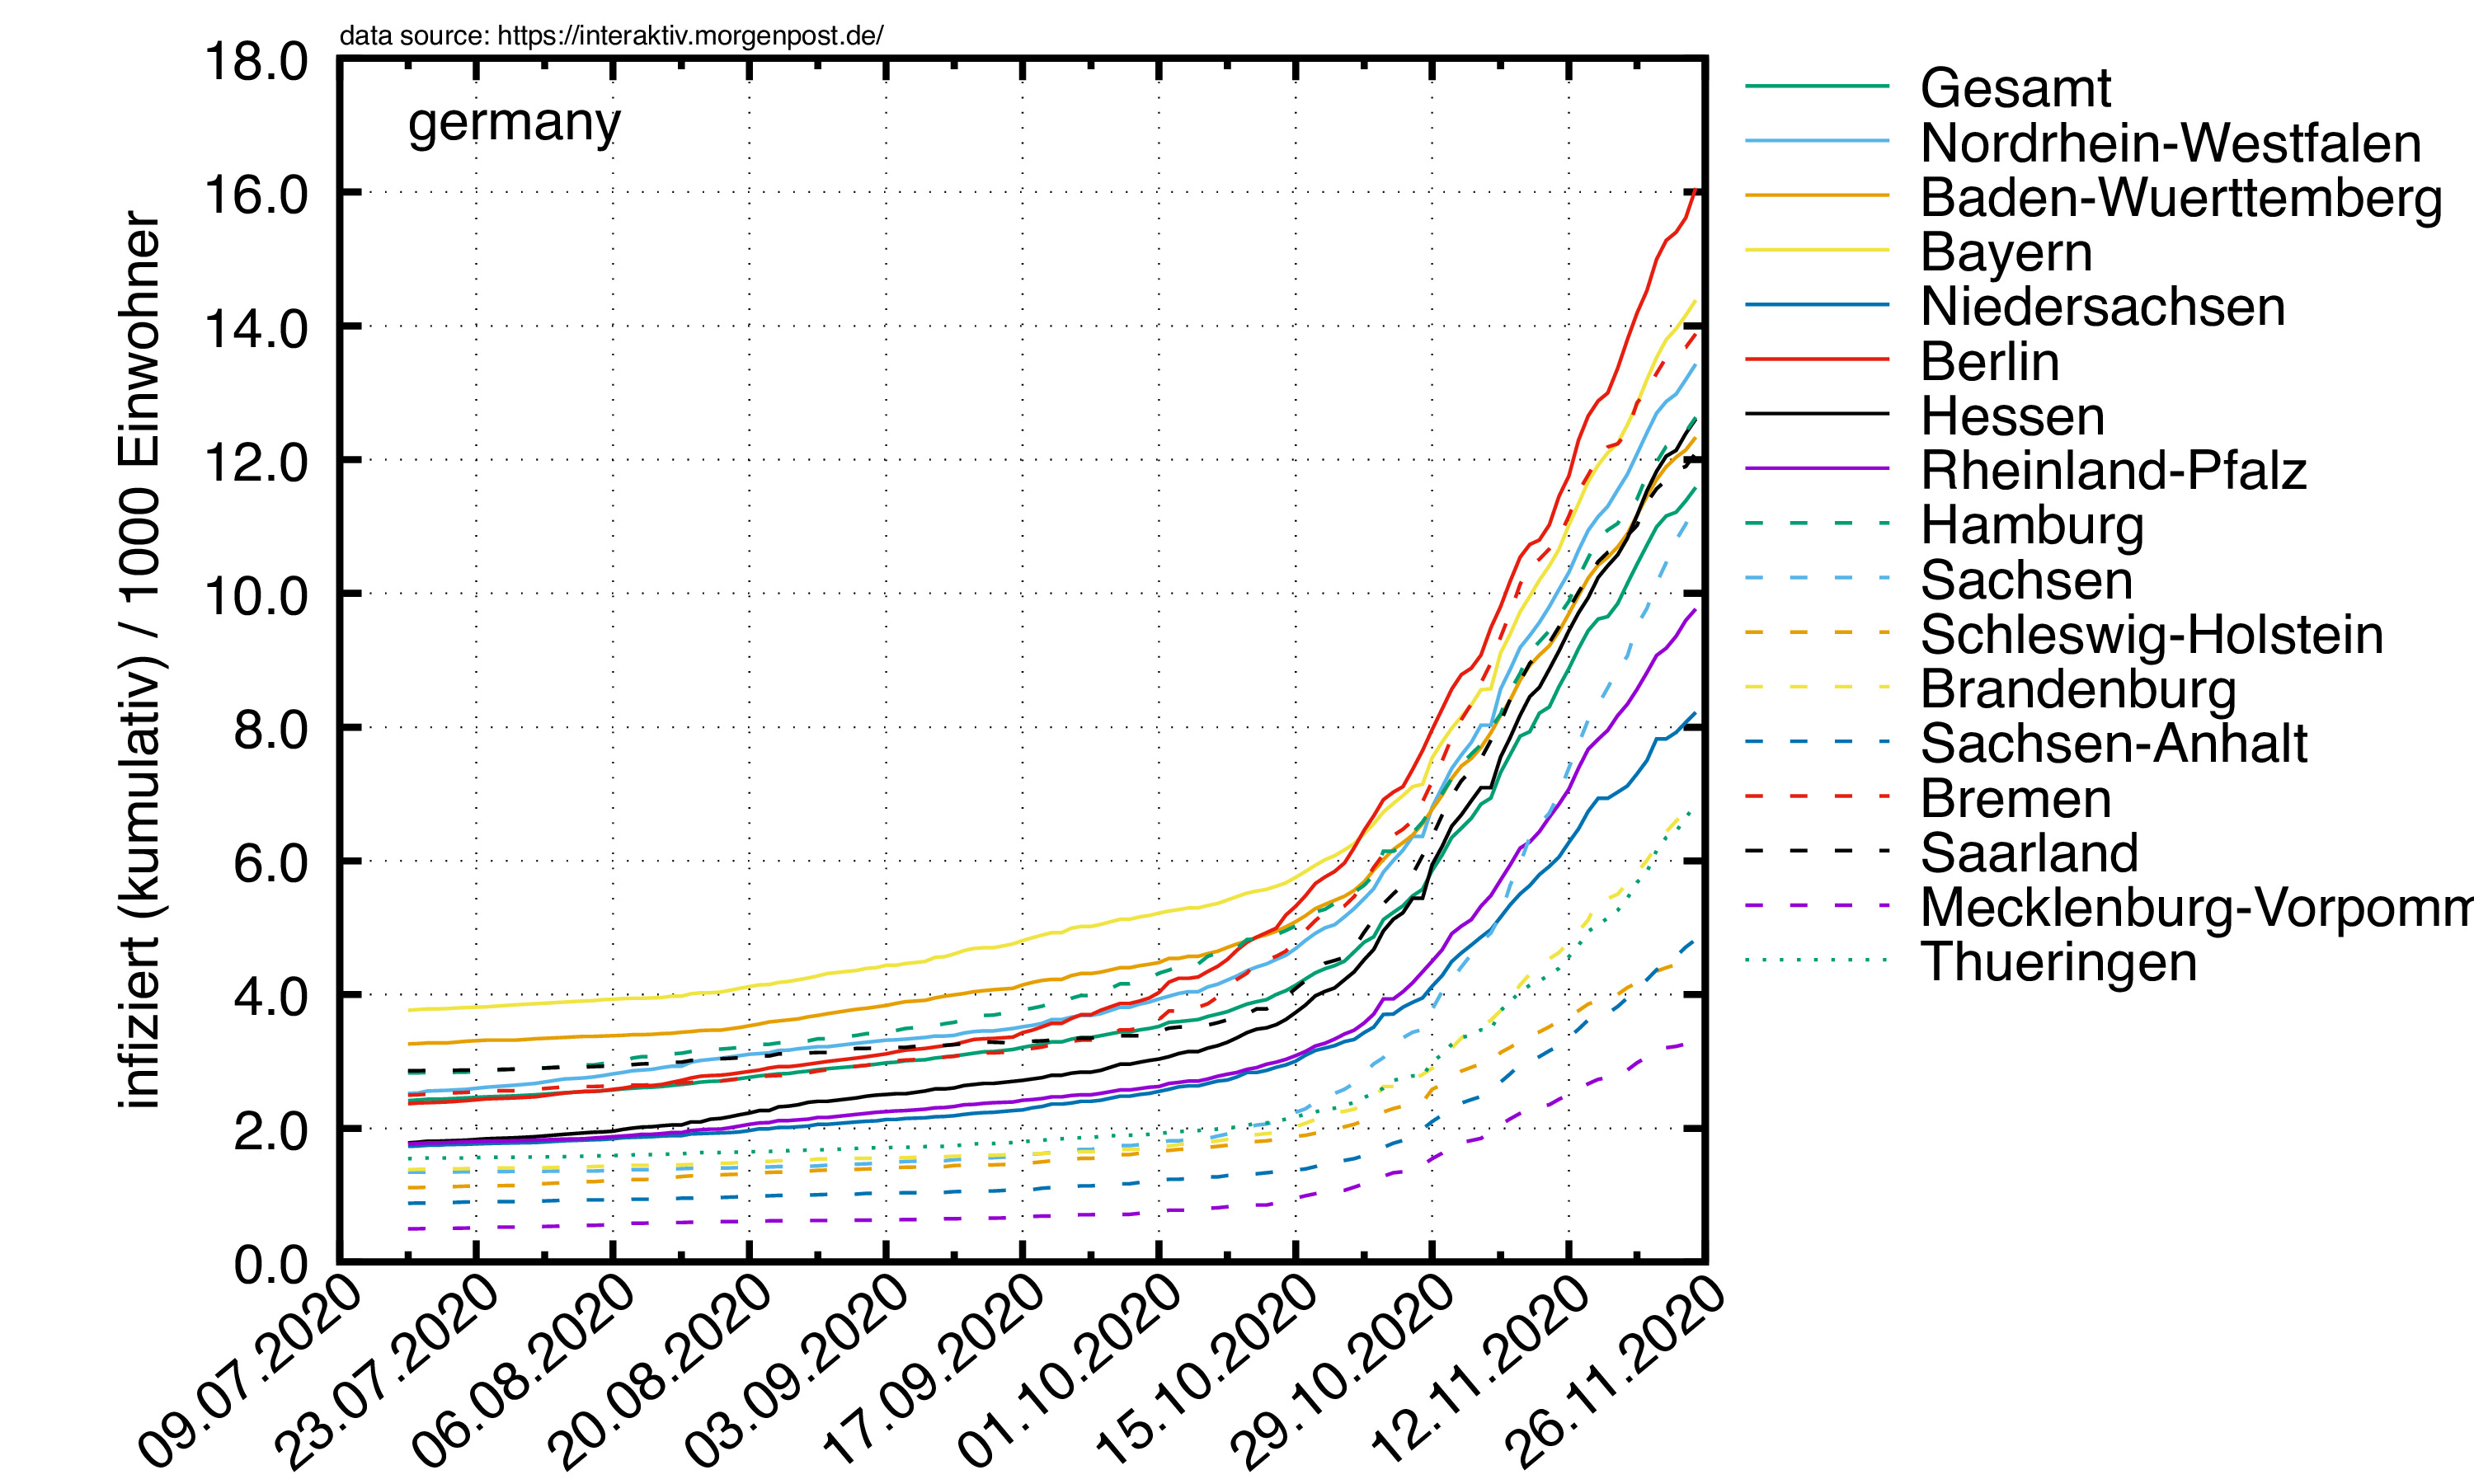 data source: https://interaktiv.morgenpost.de/
germany
infiziert (kumulativ) / 1000 Einwohner
18.0
16.0
14.0
12.0
10.0
8.0
6.0
4.0
2.0
0.0
09.07.2020
23.07.2020
06.08.2020
20.08.2020
03.09.2020
17.09.2020
01.10.2020
15.10.2020
29.10.2020
12.11.2020
26.11.2020
Gesamt
Nordrhein-Westfalen
Baden-Wuerttemberg
Bayern
Niedersachsen
Berlin
Hessen
Rheinland-Pfalz
Hamburg
Sachsen
Schleswig-Holstein
Brandenburg
Sachsen-Anhalt
Bremen
Saarland
Mecklenburg-Vorpomm
Thueringen